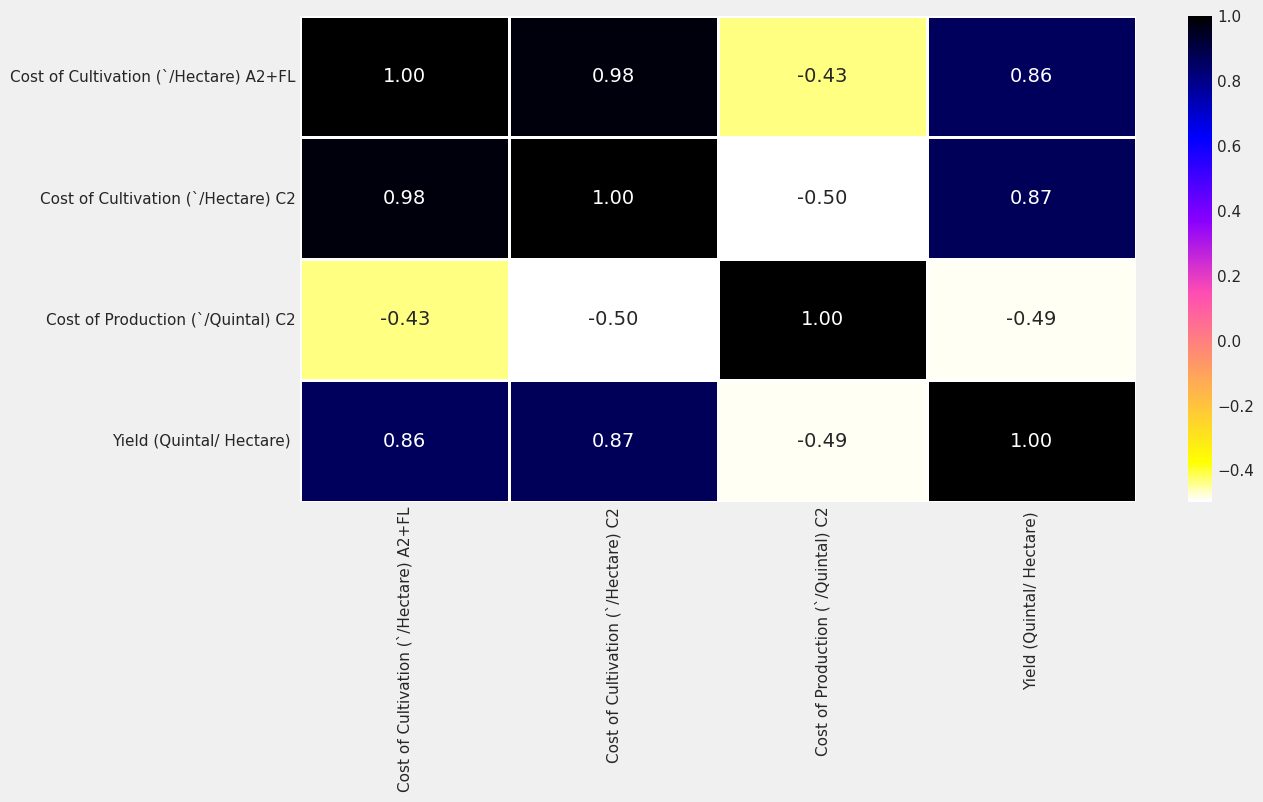 Cost of Cultivation (`/Hectare) A2+FL 1.00 0.98 -0.43 0.86
Cost of Cultivation (`/Hectare) C2 0.98 1.00 -0.50 0.87
Cost of Production (`/Quintal) C2 -0.43 -0.50 1.00 -0.49
Yield (Quintal/ Hectare) 0.86 0.87 -0.49 1.00
Cost of Cultivation (`/Hectare) A2+FL
Cost of Cultivation (`/Hectare) C2
Cost of Production (`/Quintal) C2
Yield (Quintal/ Hectare)
1.0
0.8
0.6
0.4
0.2
0.0
−0.2
−0.4